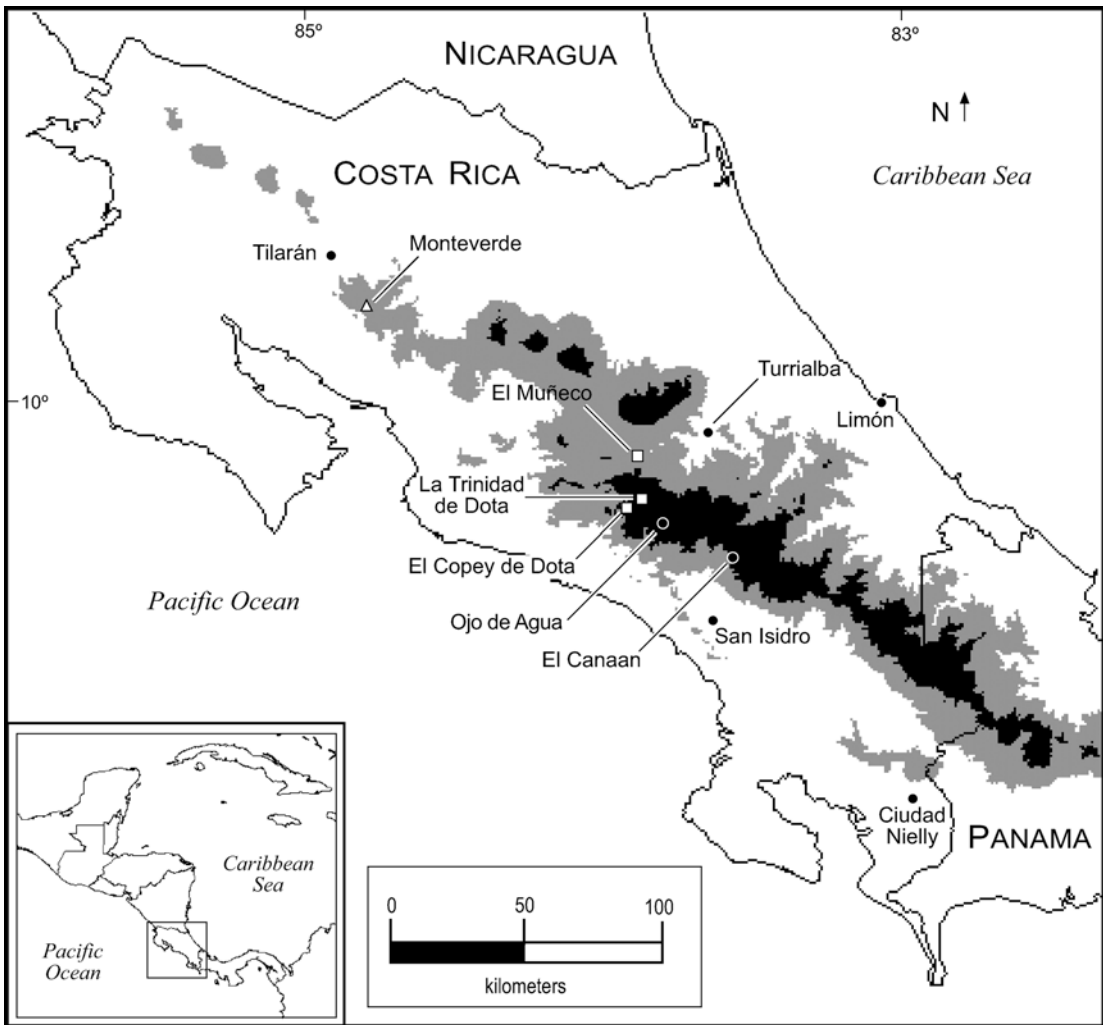 85º
83º
NICARAGUA
N
COSTA RICA
Caribbean Sea
Tilarán
Monteverde
Turrialba
El Muñeco
10º
Limón
La Trinidad
de Dota
El Copey de Dota
Pacific Ocean
Ojo de Agua
San Isidro
El Canaan
Ciudad
Nielly
PANAMA
Caribbean
Sea
Pacific
Ocean
0 50 100
kilometers